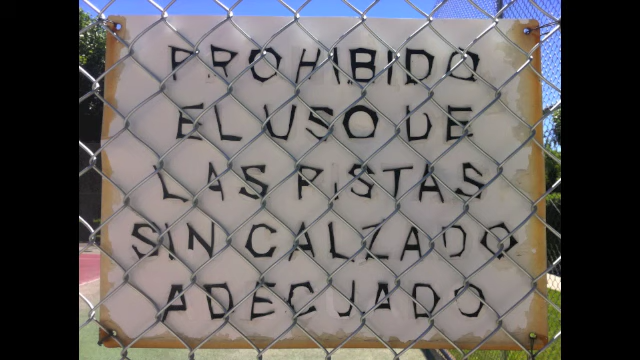 PROHIBIDO
EL USO DE
LAS PISTAS
SIN CALZADO
ADECUADO